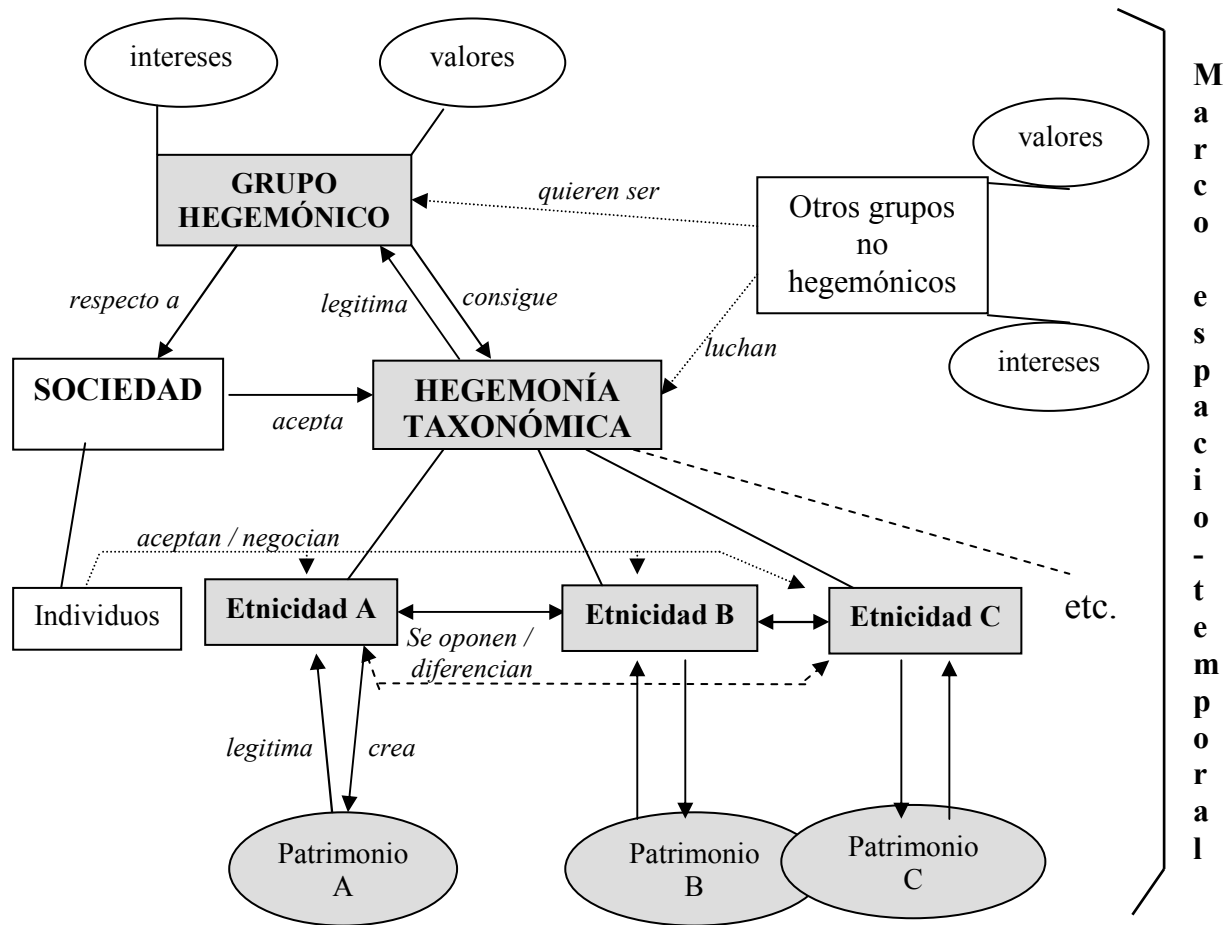 intereses
valores
GRUPO
HEGEMÓNICO
quieren ser
valores
Otros grupos
no
hegemónicos
respecto a
legitima
consigue
luchan
intereses
SOCIEDAD
acepta
HEGEMONÍA
TAXONÓMICA
aceptan / negocian
Individuos
Etnicidad A
Etnicidad B
Etnicidad C
etc.
Se oponen /
diferencian
legitima
crea
Patrimonio
A
Patrimonio
B
Patrimonio
C
Marco espacio-temporal